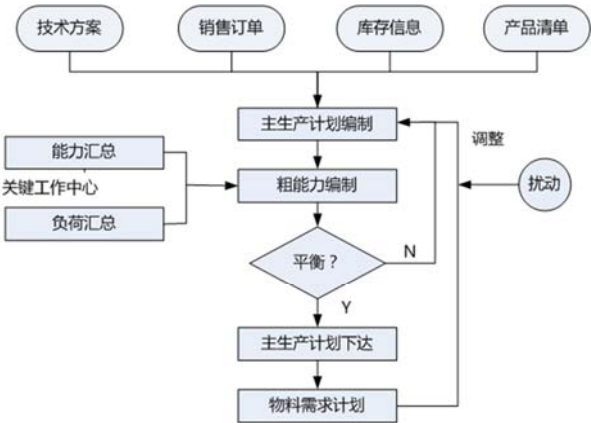 技术方案
销售订单
库存信息
产品清单
主生产计划编制
调整
能力汇总
关键工作中心
粗能力编制
扰动
负荷汇总
平衡？
N
Y
主生产计划下达
物料需求计划